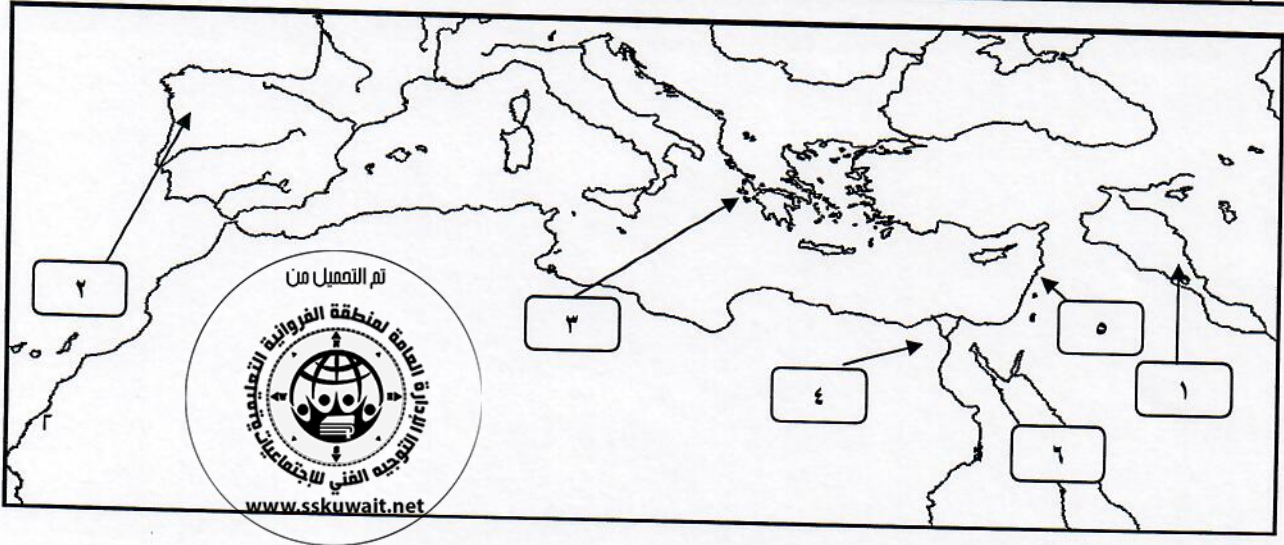 تم التحميل من
الإدارة العامة لمنطقة الفروانية التعليمية
التوجيه الفني للاجتماعيات
www.sskuwait.net
٢
٣
٤
٥
١
٦